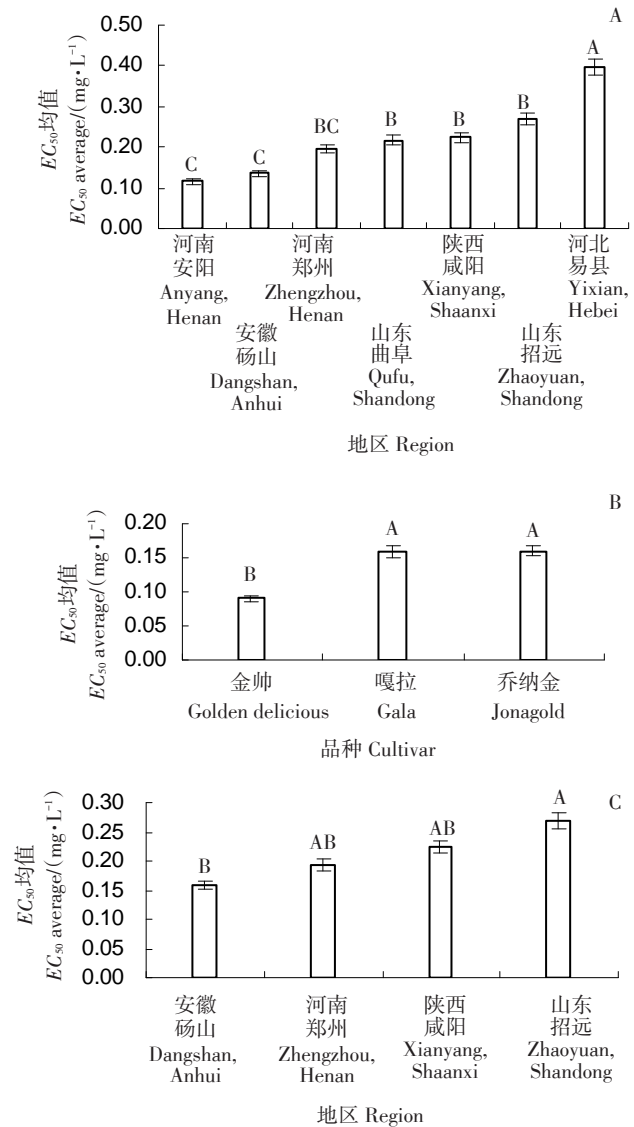 A
EC₅₀均值
EC₅₀ average/(mg·L⁻¹)
0.50
0.40
0.30
0.20
0.10
0.00
C
C
BC
B
B
B
A
河南
安阳
Anyang,
Henan
安徽
砀山
Dangshan,
Anhui
河南
郑州
Zhengzhou,
Henan
山东
曲阜
Qufu,
Shandong
陕西
咸阳
Xianyang,
Shaanxi
山东
招远
Zhaoyuan,
Shandong
河北
易县
Yixian,
Hebei
地区 Region
B
EC₅₀均值
EC₅₀ average/(mg·L⁻¹)
0.20
0.15
0.10
0.05
0.00
B
A
A
金帅
Golden delicious
嘎拉
Gala
乔纳金
Jonagold
品种 Cultivar
C
EC₅₀均值
EC₅₀ average/(mg·L⁻¹)
0.30
0.25
0.20
0.15
0.10
0.05
0.00
B
AB
AB
A
安徽
砀山
Dangshan,
Anhui
河南
郑州
Zhengzhou,
Henan
陕西
咸阳
Xianyang,
Shaanxi
山东
招远
Zhaoyuan,
Shandong
地区 Region